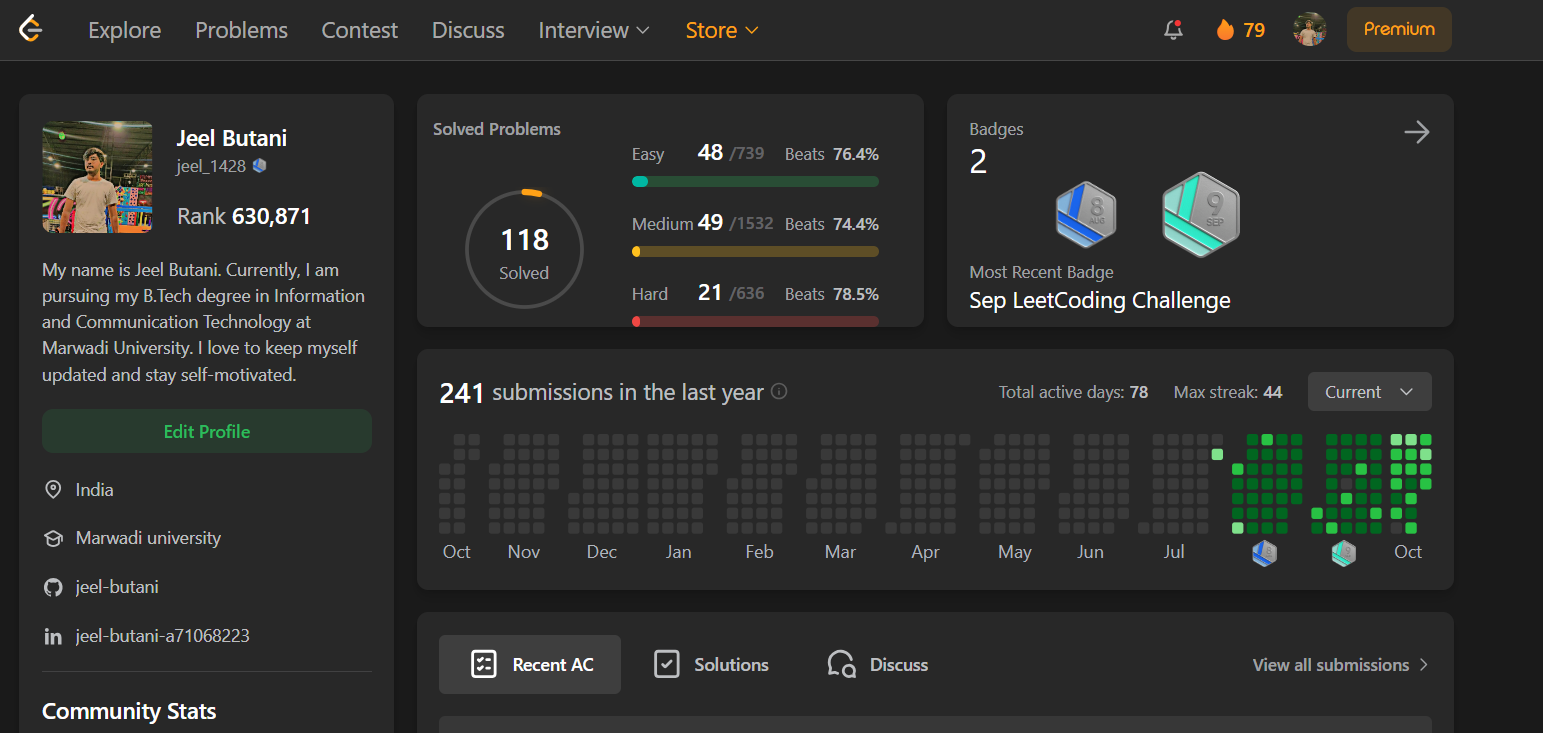 Explore Problems Contest Discuss Interview Store 79 Premium
Jeel Butani
jeel_1428
Rank 630,871
My name is Jeel Butani. Currently, I am
pursuing my B.Tech degree in Information
and Communication Technology at
Marwadi University. I love to keep myself
updated and stay self-motivated.
Edit Profile
India
Marwadi university
jeel-butani
in jeel-butani-a71068223
Community Stats
Solved Problems
118
Solved
Easy 48 /739 Beats 76.4%
Medium 49 /1532 Beats 74.4%
Hard 21 /636 Beats 78.5%
Badges
2
8
AUG
9
SEP
Most Recent Badge
Sep LeetCoding Challenge
241 submissions in the last year Total active days: 78 Max streak: 44 Current
Oct Nov Dec Jan Feb Mar Apr May Jun Jul Oct
Recent AC Solutions Discuss View all submissions